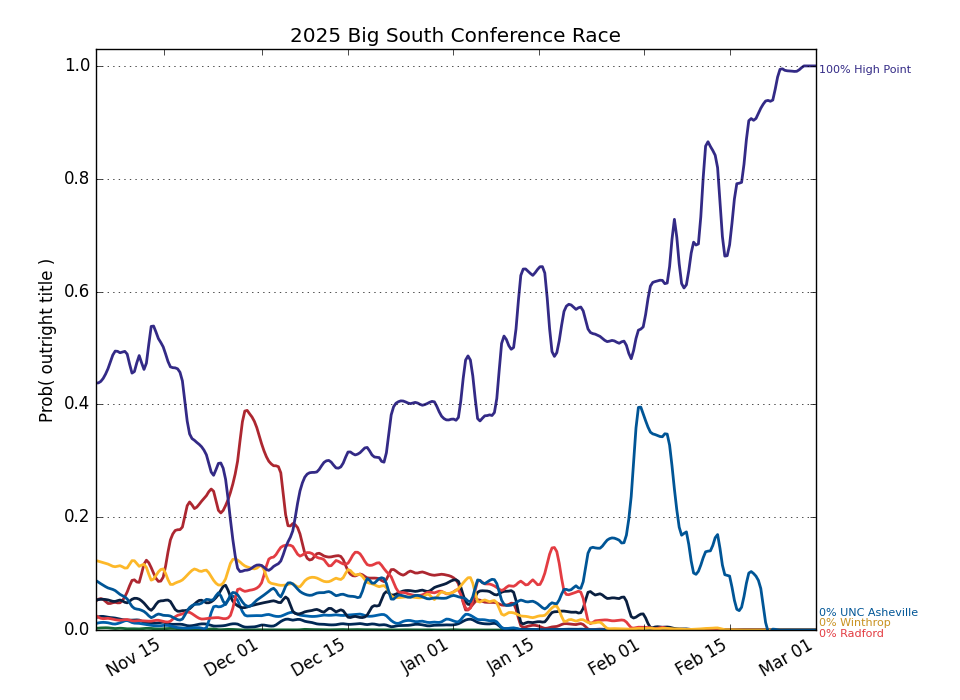 2025 Big South Conference Race
Prob( outright title )
1.0
0.8
0.6
0.4
0.2
0.0
100% High Point
0% UNC Asheville
0% Winthrop
0% Radford
Nov 15
Dec 01
Dec 15
Jan 01
Jan 15
Feb 01
Feb 15
Mar 01